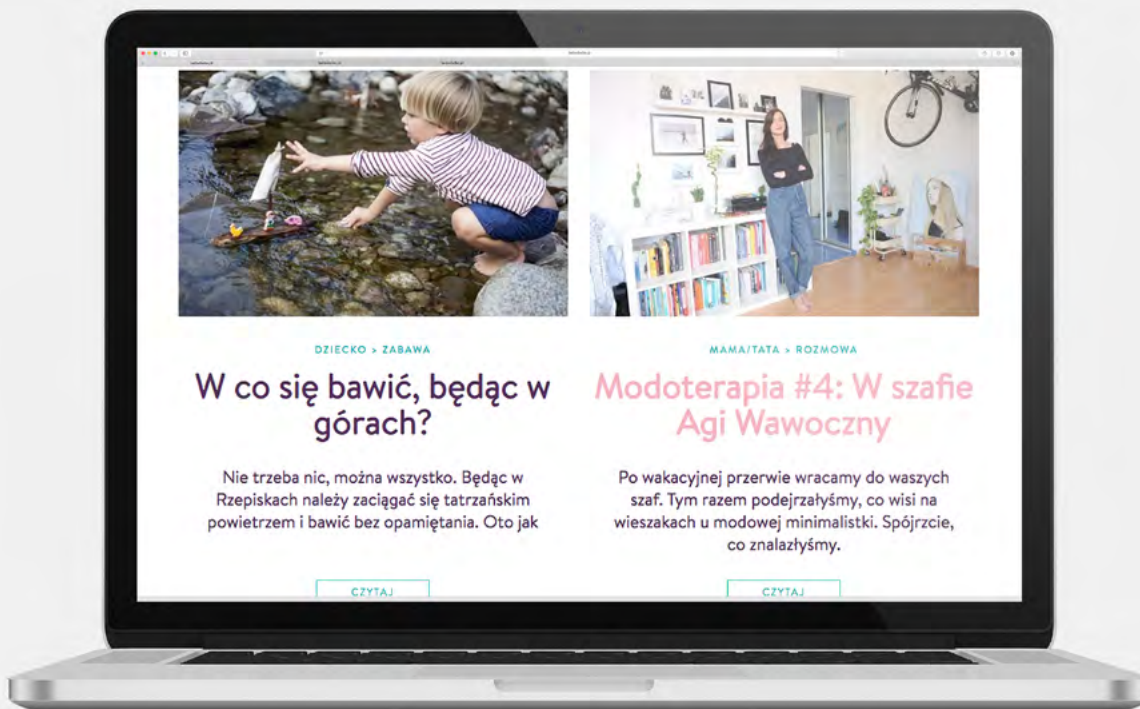 DZIECKO > ZABAWA
W co się bawić, będąc w
górach?
Nie trzeba nic, można wszystko. Będąc w
Rzepiskach należy zaciągać się tatrzańskim
powietrzem i bawić bez opamiętania. Oto jak
CZYTAJ
MAMA/TATA > ROZMOWA
Modoterapia #4: W szafie
Agi Wawoczny
Po wakacyjnej przerwie wracamy do waszych
szaf. Tym razem podejrzałyśmy, co wisi na
wieszakach u modowej minimalistki. Spójrzcie,
co znalazłyśmy.
CZYTAJ